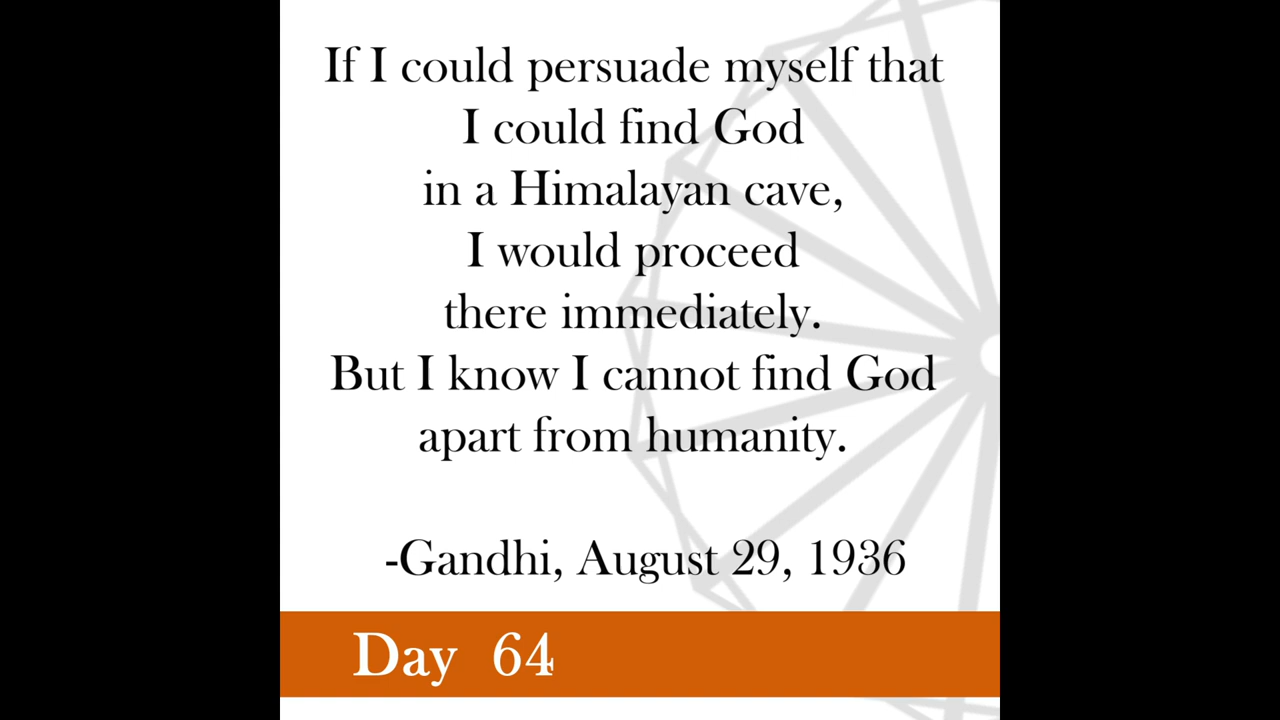 If I could persuade myself that
I could find God
in a Himalayan cave,
I would proceed
there immediately.
But I know I cannot find God
apart from humanity.
-Gandhi, August 29, 1936
Day 64